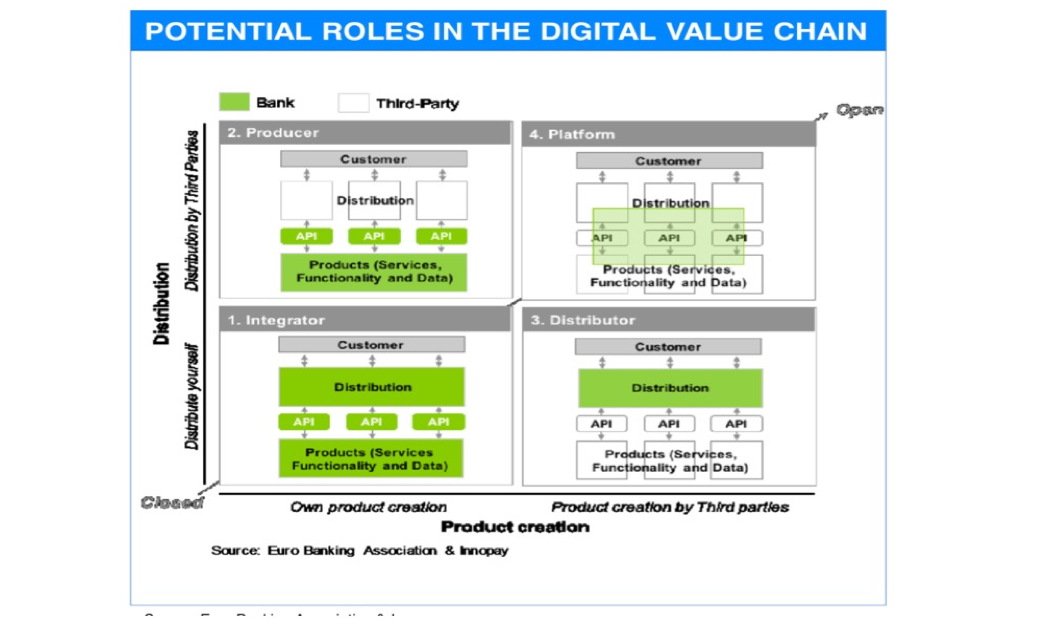 POTENTIAL ROLES IN THE DIGITAL VALUE CHAIN
Bank
Third-Party
Open
Distribution
Distribution by Third Parties
2. Producer
Customer
Distribution
API API API
Products (Services,
Functionality and Data)
4. Platform
Customer
Distribution
API API API
Products (Services,
Functionality and Data)
Distribute yourself
1. Integrator
Customer
Distribution
API API API
Products (Services
Functionality and Data)
3. Distributor
Customer
Distribution
API API API
Products (Services,
Functionality and Data)
Closed
Own product creation
Product creation by Third parties
Product creation
Source: Euro Banking Association & Innopay